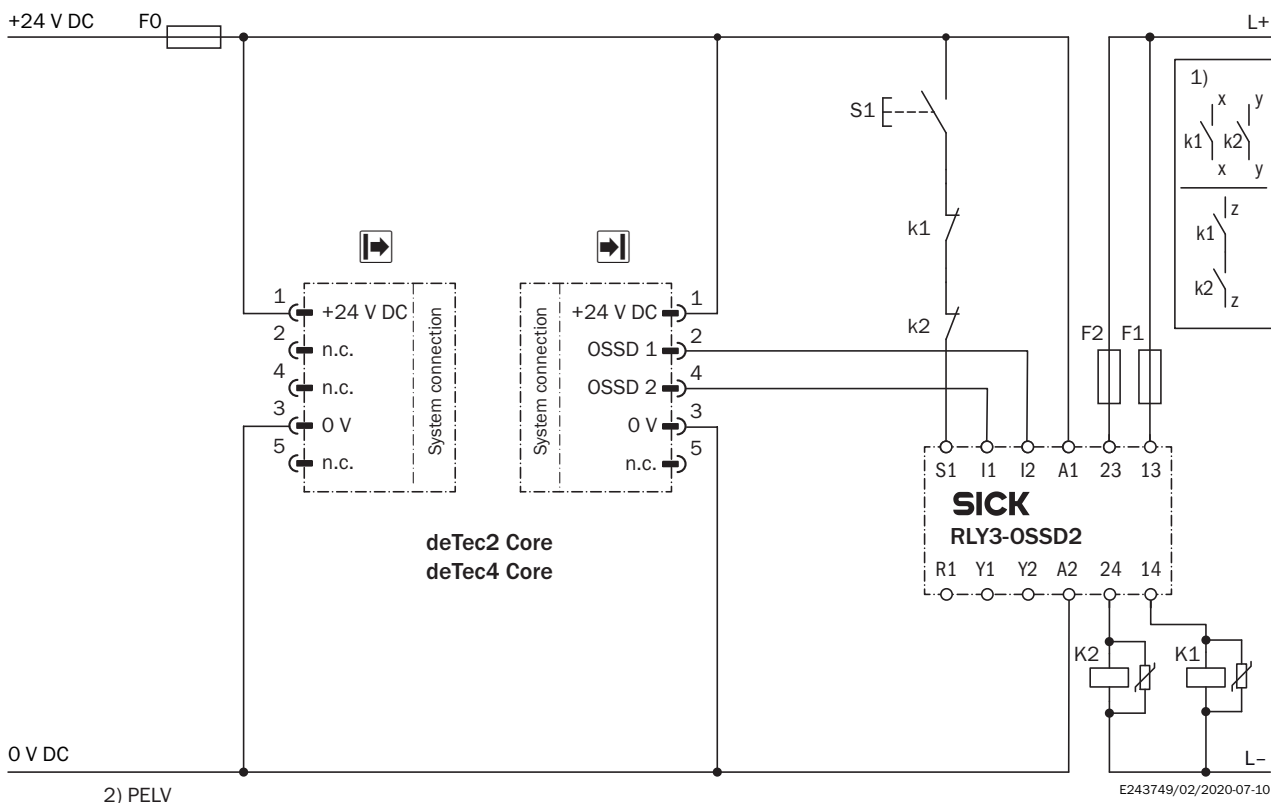 +24 V DC F0 L+
1)
x y
k1 k2
x y
z
k1
k2
z
S1
k1
k2
1 +24 V DC
2 n.c.
4 n.c.
3 0 V
5 n.c.
System connection
System connection
+24 V DC 1
OSSD 1 2
OSSD 2 4
0 V 3
n.c. 5
deTec2 Core
deTec4 Core
F2 F1
S1 I1 I2 A1 23 13
SICK
RLY3-OSSD2
R1 Y1 Y2 A2 24 14
K2 K1
0 V DC L–
2) PELV
E243749/02/2020-07-10